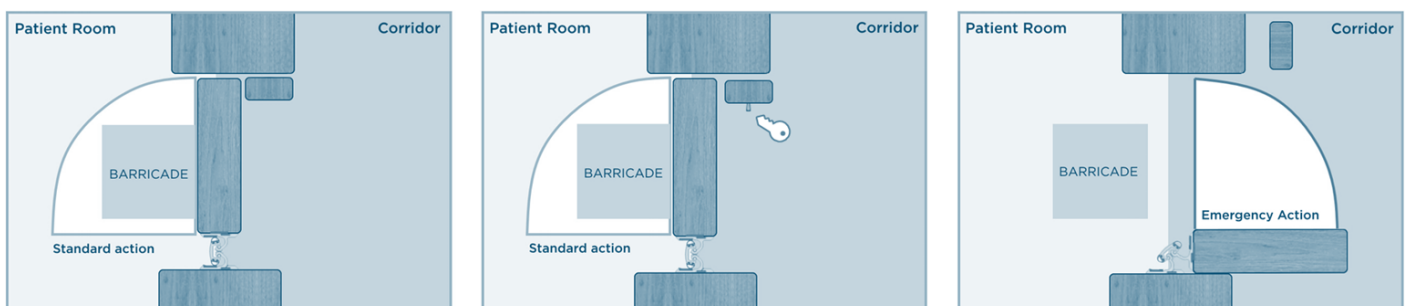 Patient Room
Corridor
BARRICADE
Standard action
Patient Room
Corridor
BARRICADE
Standard action
Patient Room
Corridor
BARRICADE
Emergency Action